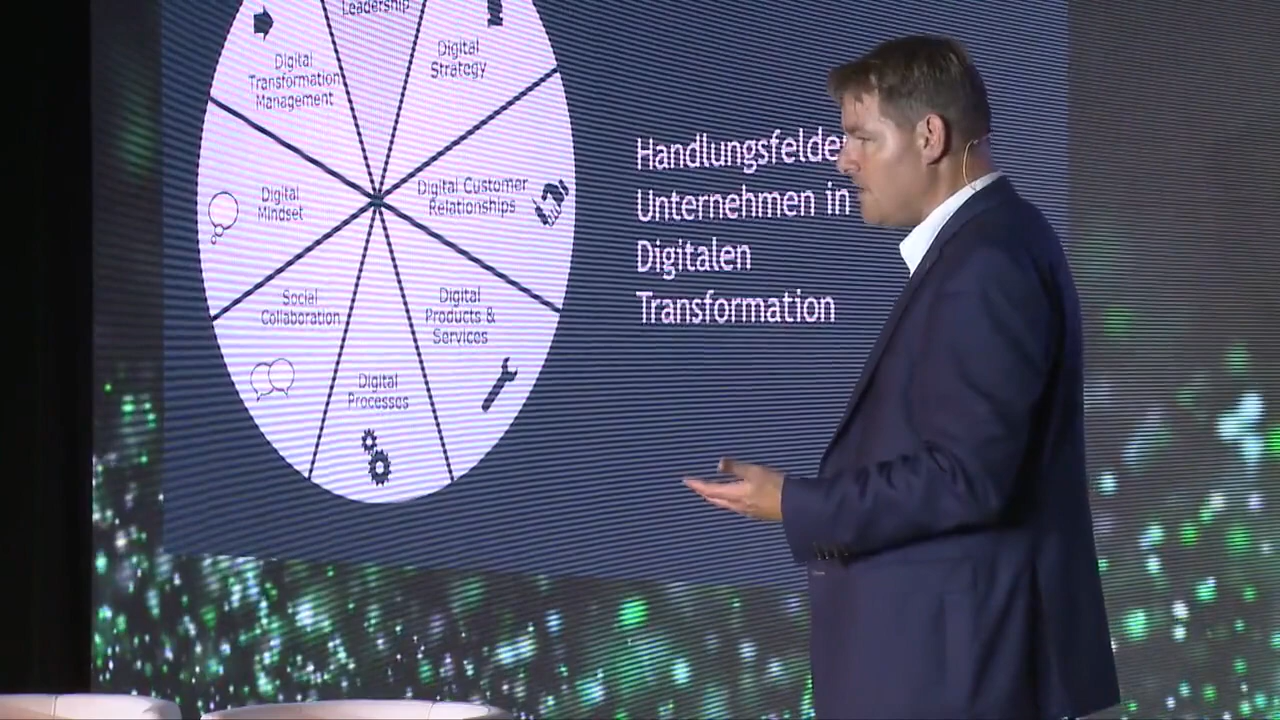 Leadership
Digital
Strategy
Digital
Transformation
Management
Digital Customer
Relationships
Digital
Mindset
Digital
Products &
Services
Social
Collaboration
Digital
Processes
Handlungsfelder
Unternehmen in
Digitalen
Transformation